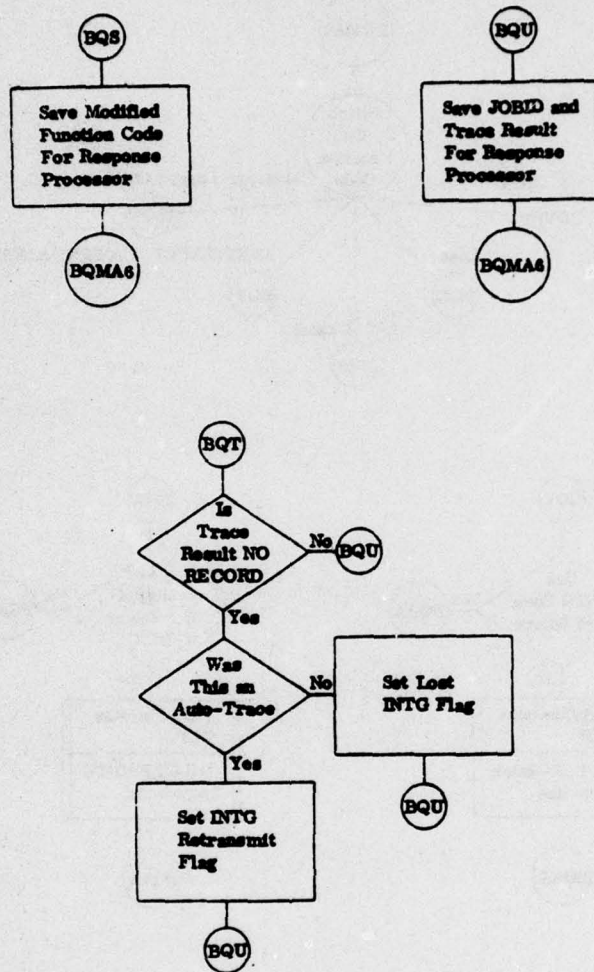 BQS
Save Modified
Function Code
For Response
Processor
BQMA6
BQU
Save JOBID and
Trace Result
For Response
Processor
BQMA6
BQT
Is
Trace
Result NO
RECORD
No
BQU
Yes
Was
This an
Auto-Trace
No
Set Lost
INTG Flag
BQU
Yes
Set INTG
Retransmit
Flag
BQU